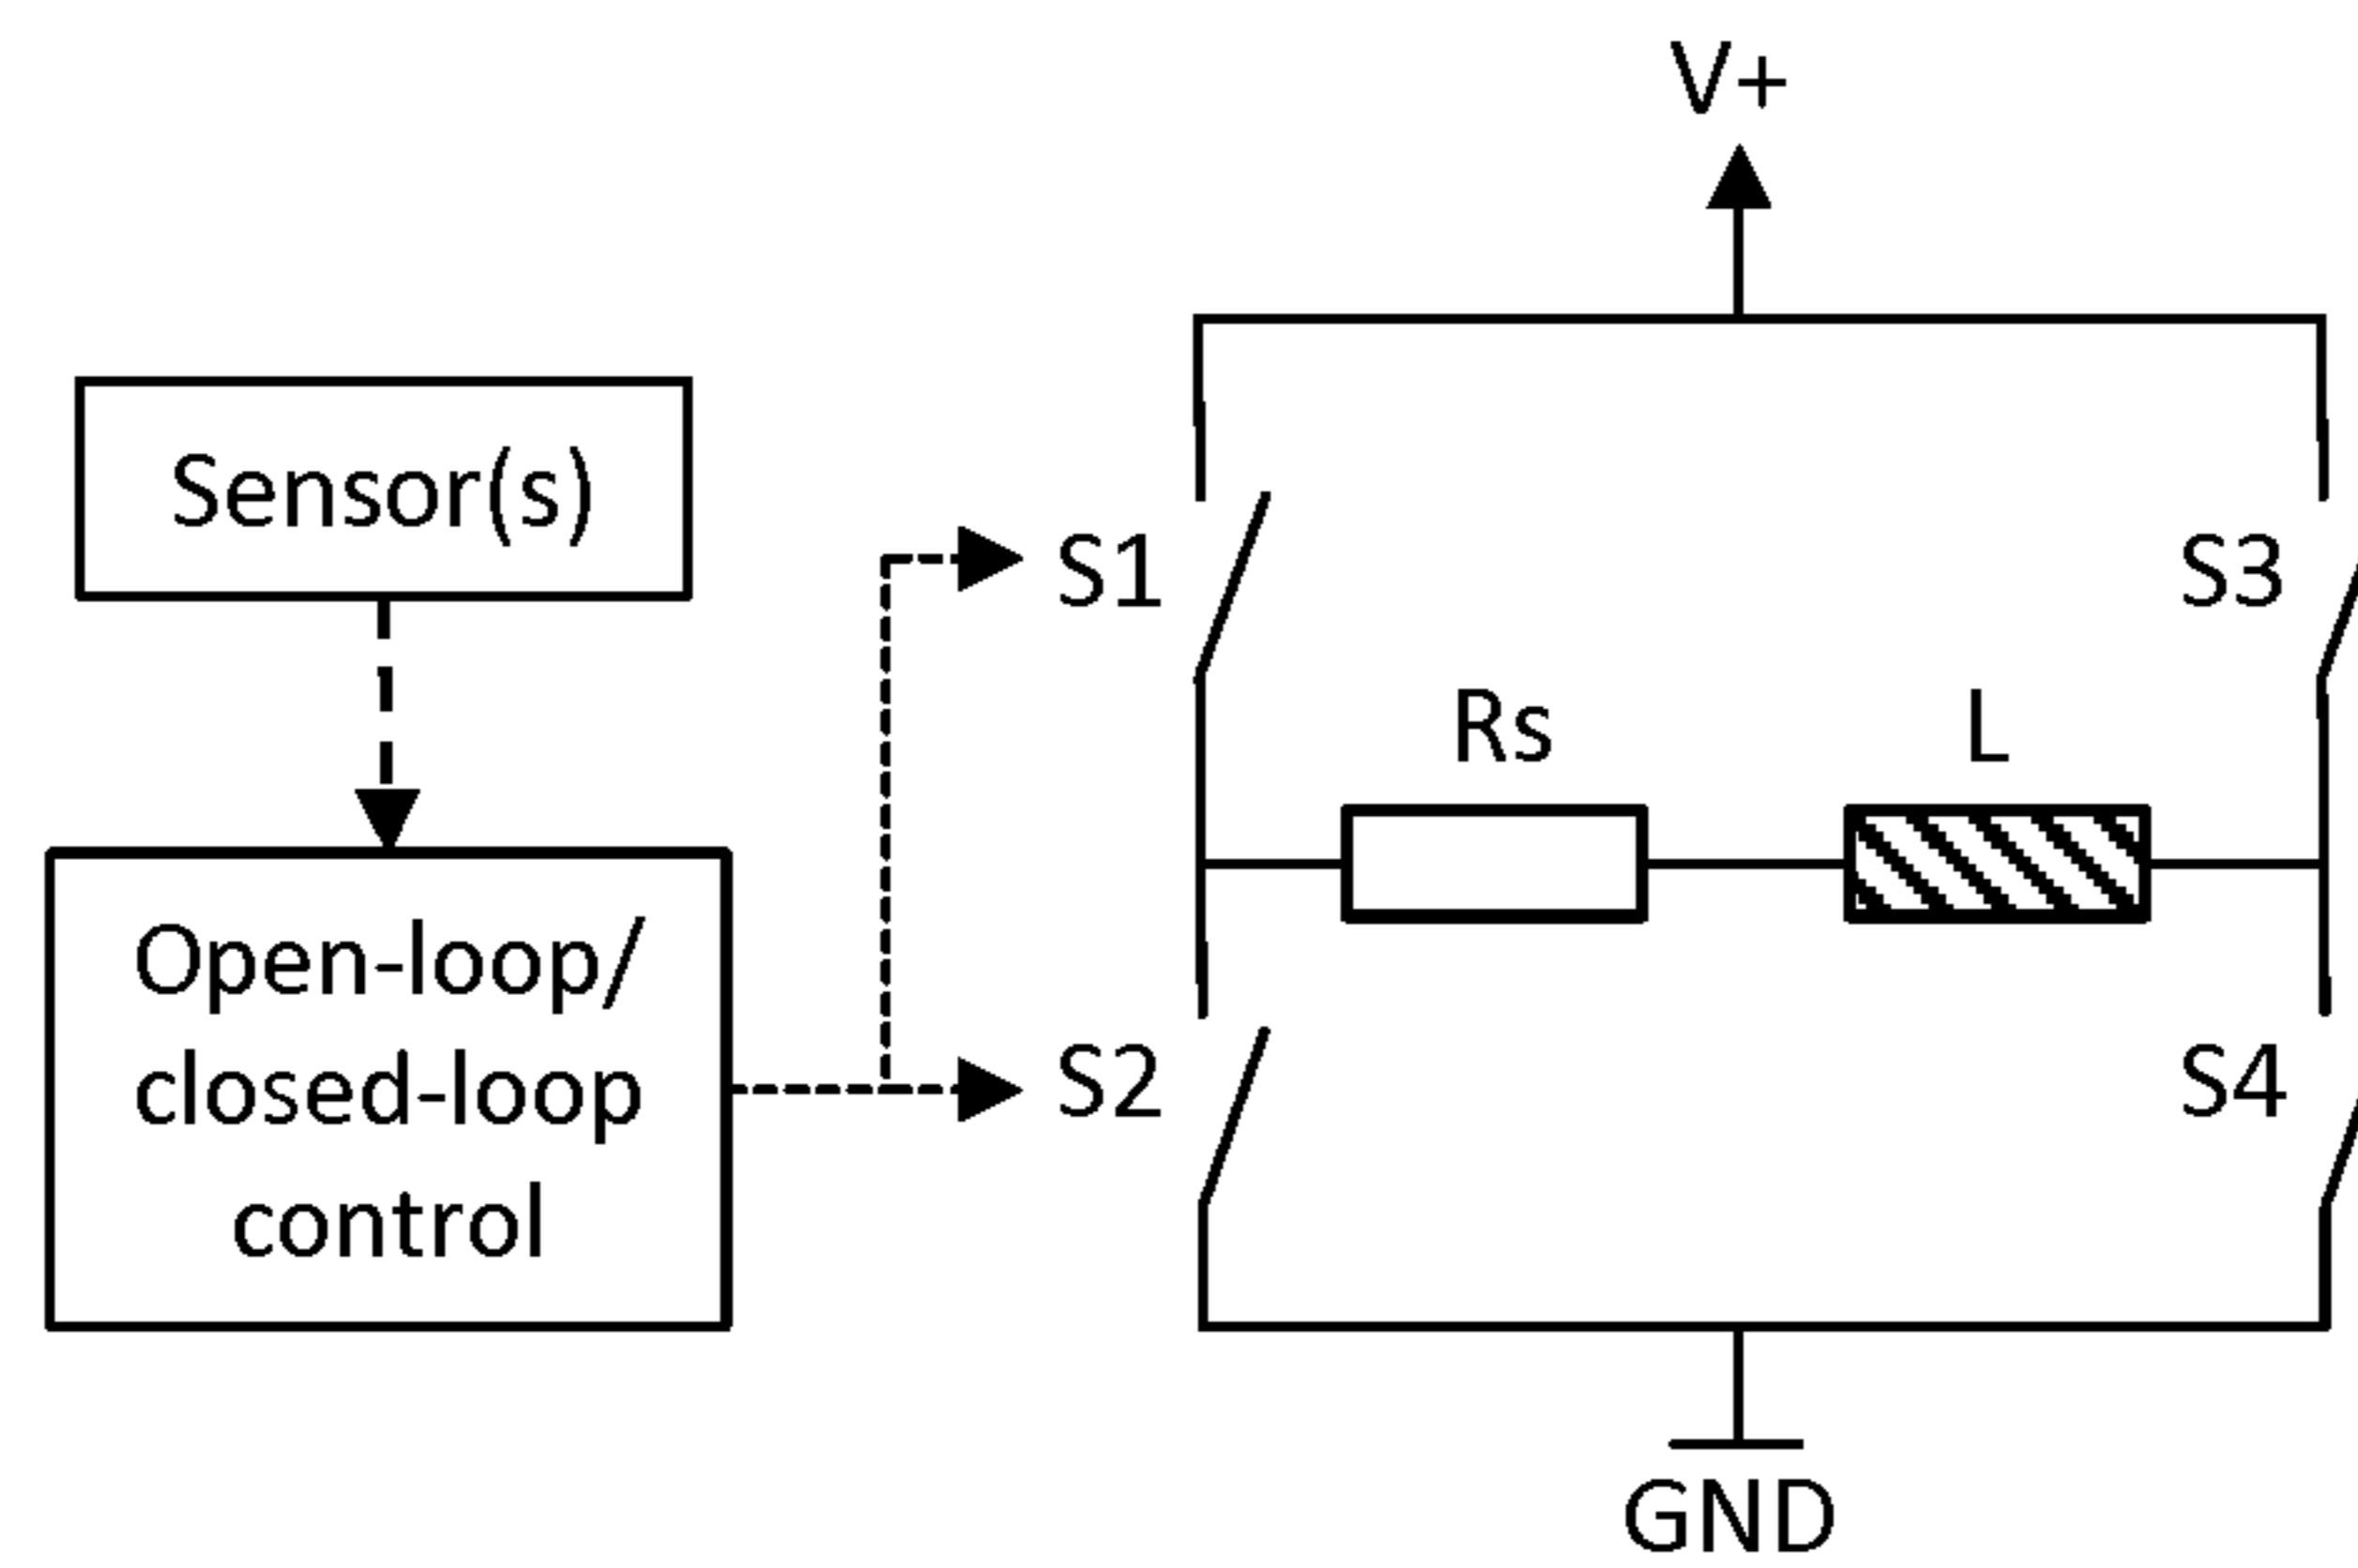 V+
Sensor(s)
S1
S3
Rs
L
Open-loop/
closed-loop
control
S2
S4
GND